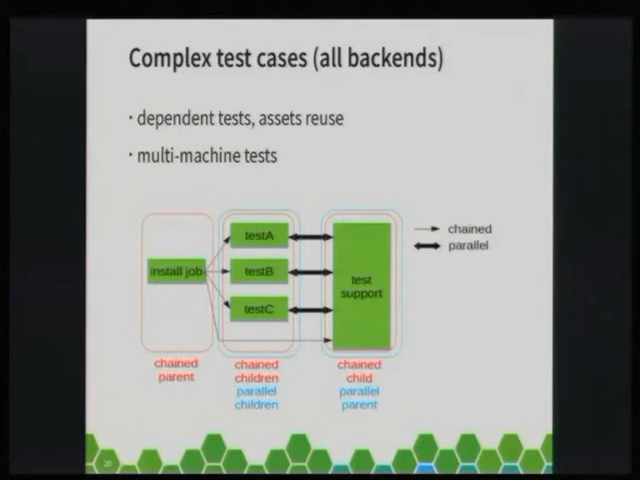 Complex test cases (all backends)
· dependent tests, assets reuse
· multi-machine tests
testA
chained
parallel
install job
testB
test
support
testC
chained
parent
chained
children
parallel
children
chained
child
parallel
parent
20